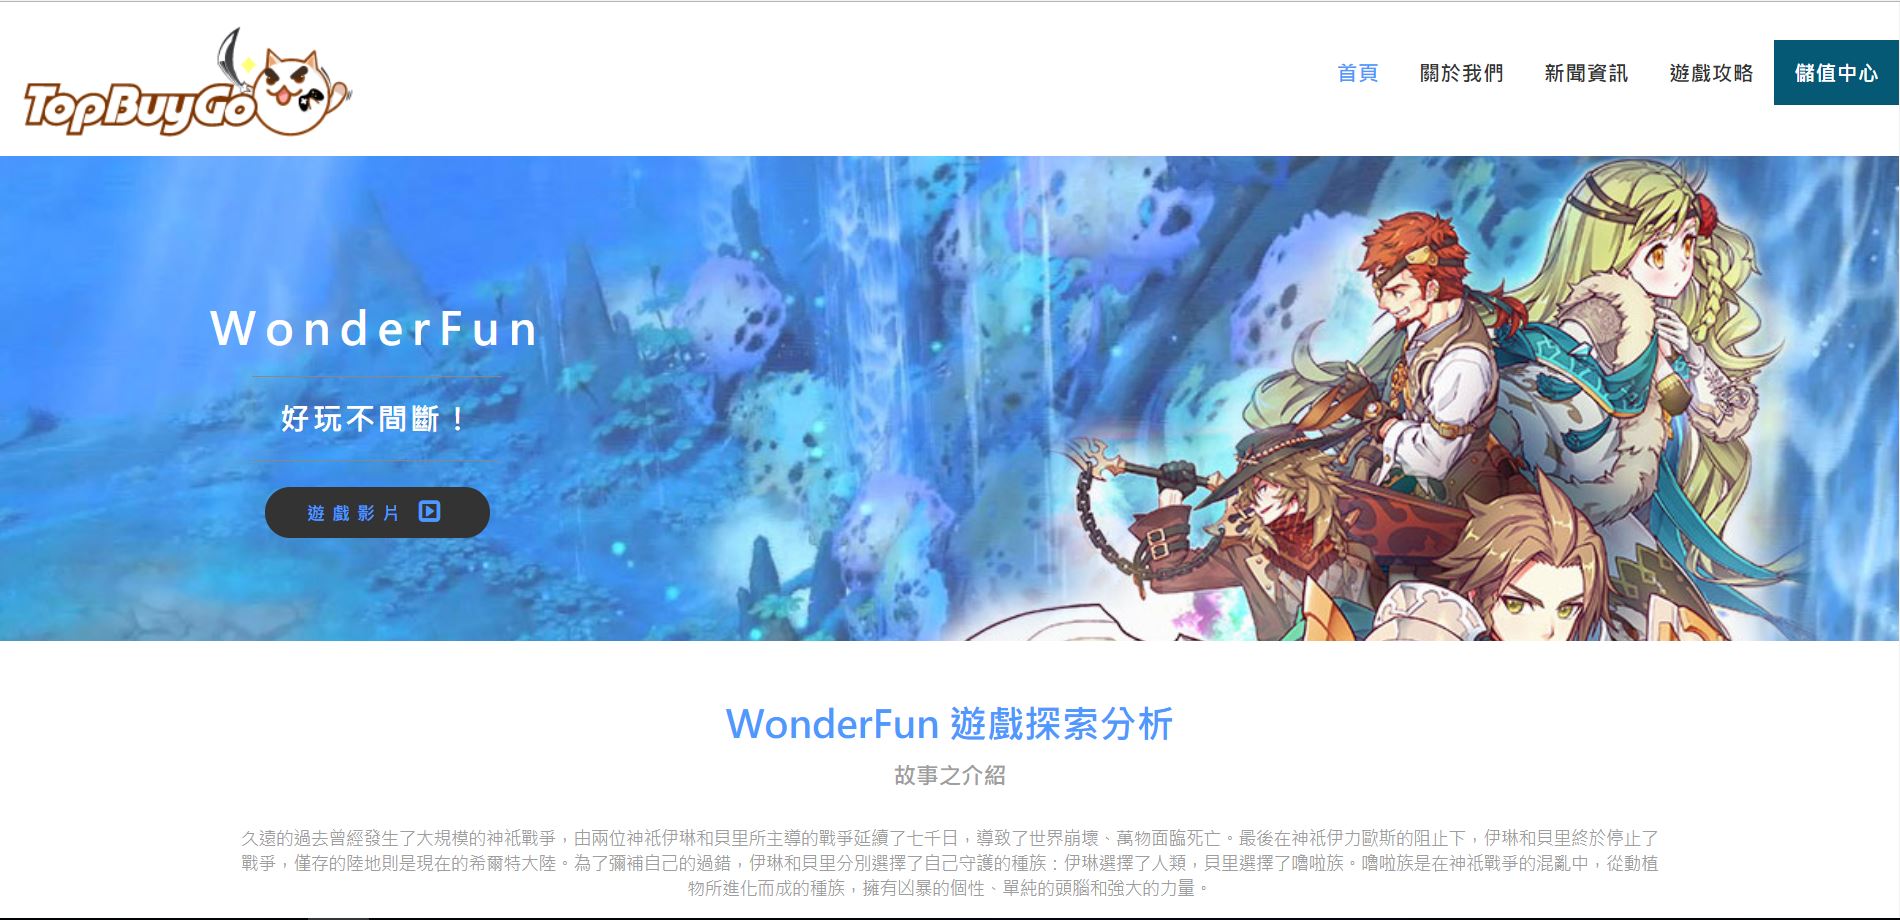 TopBuyGo
首頁
關於我們
新聞資訊
遊戲攻略
儲值中心
WonderFun
好玩不間斷！
遊戲影片
WonderFun 遊戲探索分析
故事之介紹
久遠的過去曾經發生了大規模的神祇戰爭，由兩位神祇伊琳和貝里所主導的戰爭延續了七千日，導致了世界崩壞、萬物面臨死亡。最後在神祇伊力歐斯的阻止下，伊琳和貝里終於停止了
戰爭，僅存的陸地則是現在的希爾特大陸。為了彌補自己的過錯，伊琳和貝里分別選擇了自己守護的種族：伊琳選擇了人類，貝里選擇了嚕啦族。嚕啦族是在神祇戰爭的混亂中，從動植
物所進化而成的種族，擁有凶暴的個性、單純的頭腦和強大的力量。